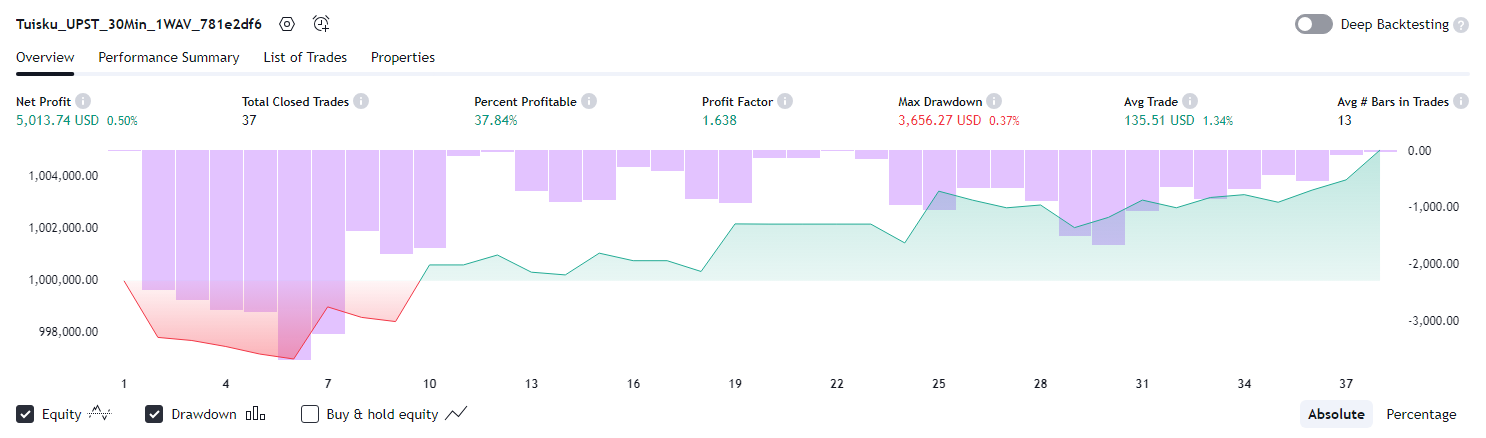 Tuisku_UPST_30Min_1WAV_781e2df6 Deep Backtesting ?
Overview Performance Summary List of Trades Properties
Net Profit i Total Closed Trades i Percent Profitable i Profit Factor i Max Drawdown i Avg Trade i Avg # Bars in Trades i
5,013.74 USD 0.50% 37 37.84% 1.638 3,656.27 USD 0.37% 135.51 USD 1.34% 13
0.00
1,004,000.00
-1,000.00
1,002,000.00
-2,000.00
1,000,000.00
-3,000.00
998,000.00
1 4 7 10 13 16 19 22 25 28 31 34 37
Equity Drawdown Buy & hold equity Absolute Percentage